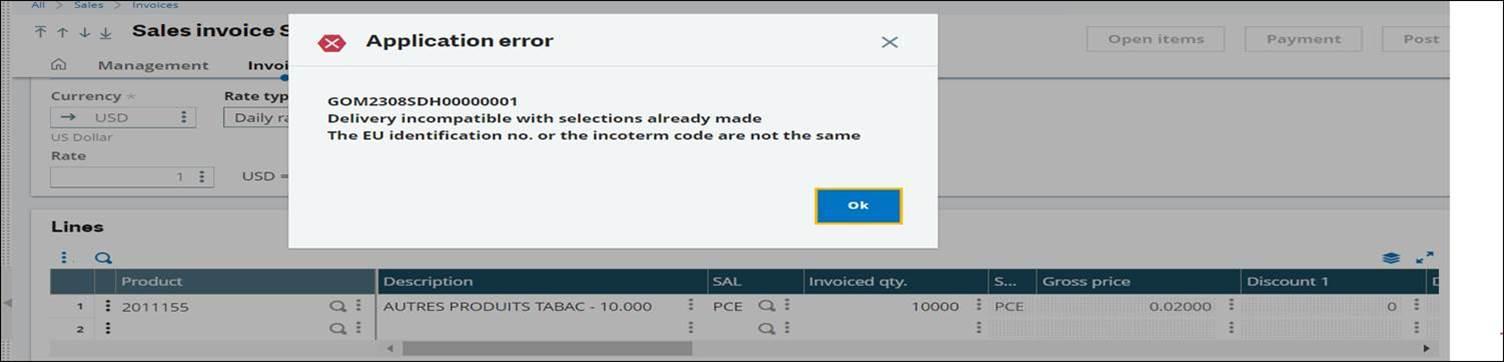 All > Sales > Invoices
Sales invoice S
Open items
Payment
Post
Management
Invoi
Application error
GOM2308SDH00000001
Delivery incompatible with selections already made
The EU identification no. or the incoterm code are not the same
Ok
Currency *
Rate typ
USD
Daily ra
US Dollar
Rate
1
USD =
Lines
Product
Description
SAL
Invoiced qty.
S...
Gross price
Discount 1
1
2011155
AUTRES PRODUITS TABAC - 10.000
PCE
10000
PCE
0.02000
0
2